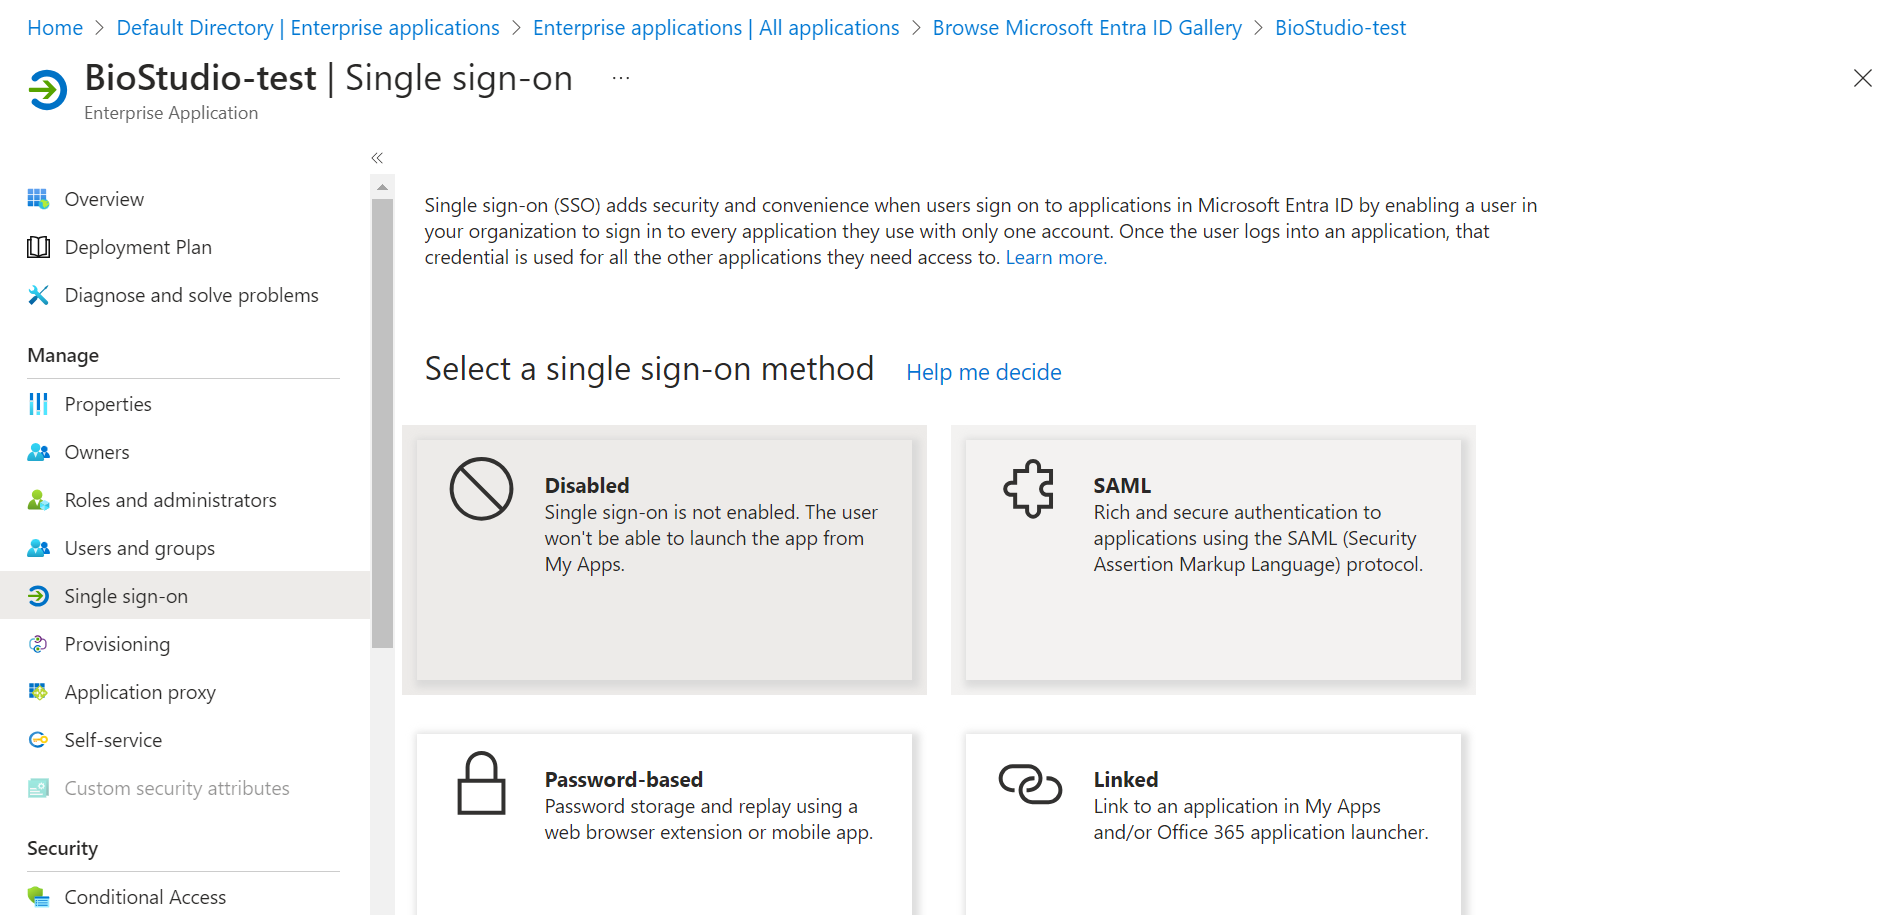 Home > Default Directory | Enterprise applications > Enterprise applications | All applications > Browse Microsoft Entra ID Gallery > BioStudio-test
BioStudio-test | Single sign-on ...
Enterprise Application
Overview
Deployment Plan
Diagnose and solve problems
Manage
Properties
Owners
Roles and administrators
Users and groups
Single sign-on
Provisioning
Application proxy
Self-service
Custom security attributes
Security
Conditional Access
Single sign-on (SSO) adds security and convenience when users sign on to applications in Microsoft Entra ID by enabling a user in
your organization to sign in to every application they use with only one account. Once the user logs into an application, that
credential is used for all the other applications they need access to. Learn more.
Select a single sign-on method Help me decide
Disabled
Single sign-on is not enabled. The user
won't be able to launch the app from
My Apps.
SAML
Rich and secure authentication to
applications using the SAML (Security
Assertion Markup Language) protocol.
Password-based
Password storage and replay using a
web browser extension or mobile app.
Linked
Link to an application in My Apps
and/or Office 365 application launcher.